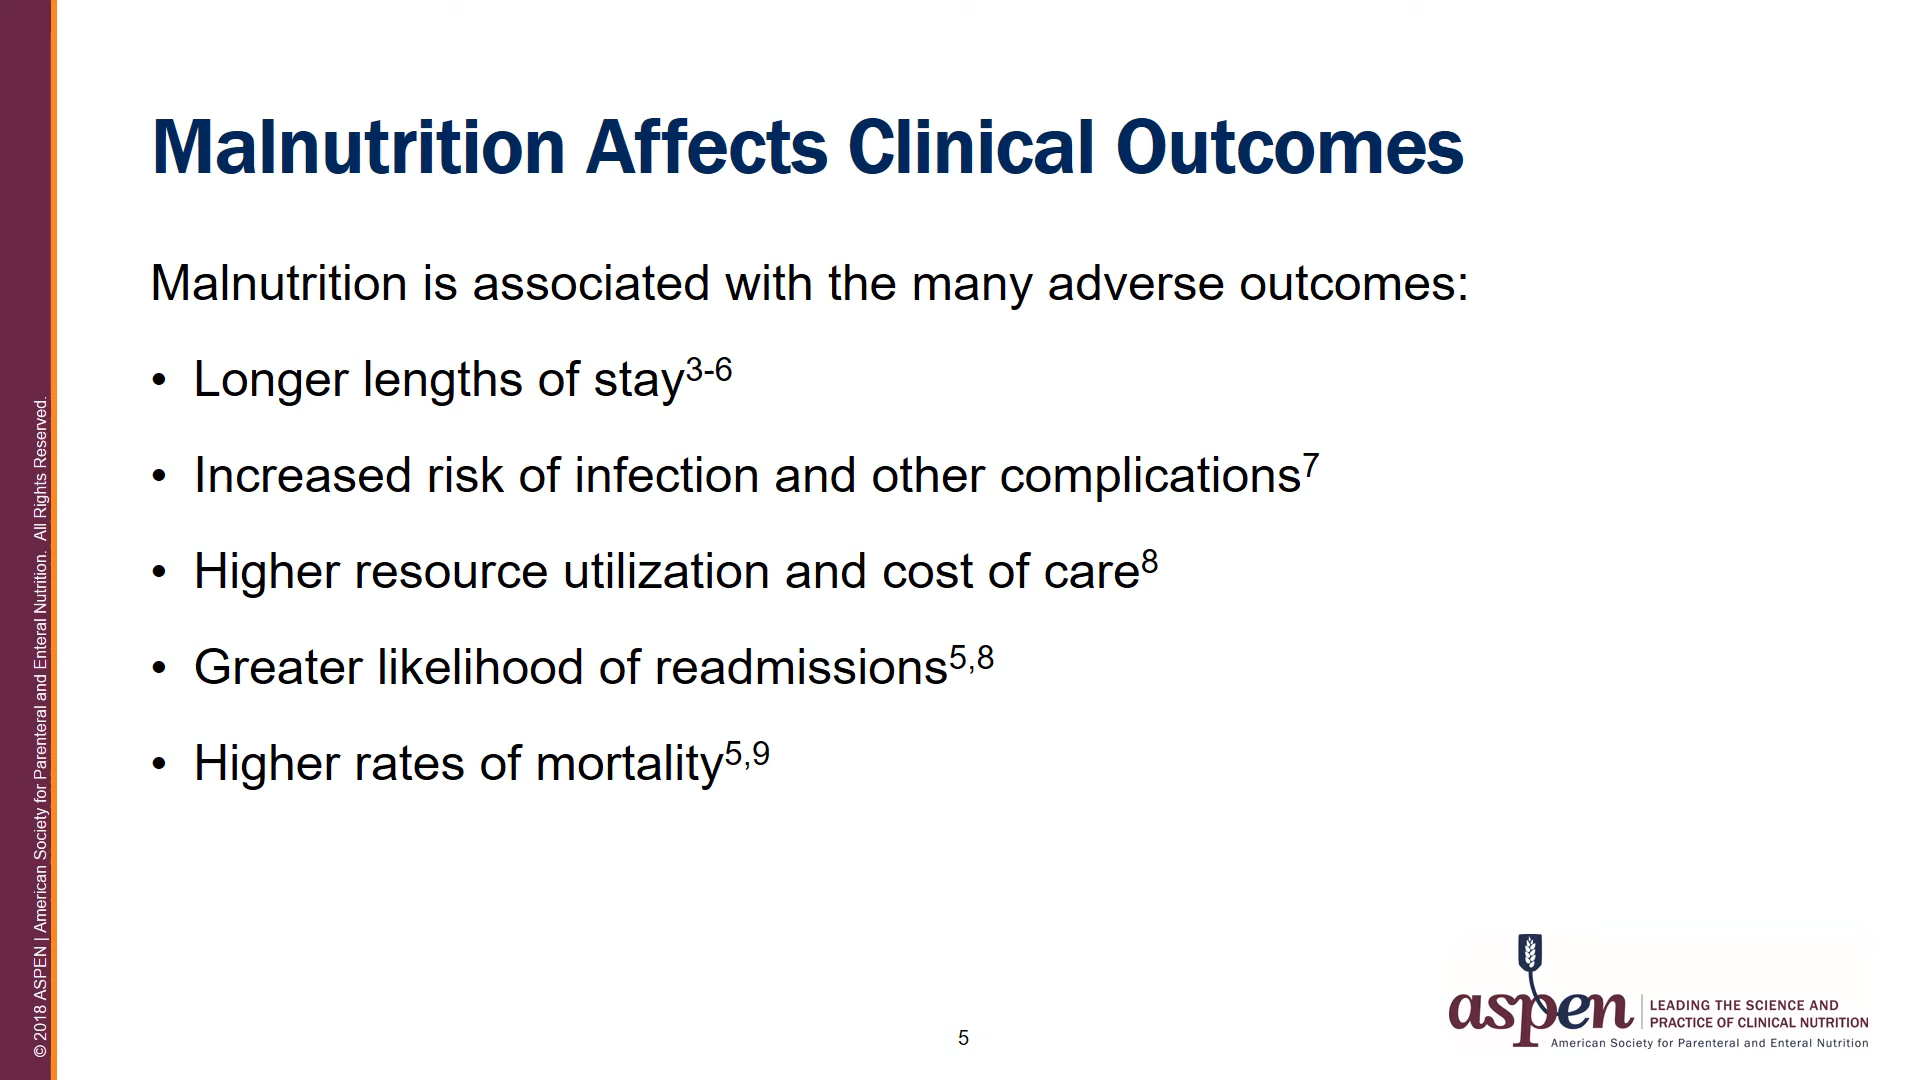 Malnutrition Affects Clinical Outcomes
Malnutrition is associated with the many adverse outcomes:
• Longer lengths of stay3-6
• Increased risk of infection and other complications7
• Higher resource utilization and cost of care8
• Greater likelihood of readmissions5,8
• Higher rates of mortality5,9
© 2018 ASPEN | American Society for Parenteral and Enteral Nutrition. All Rights Reserved.
5
aspen
LEADING THE SCIENCE AND
PRACTICE OF CLINICAL NUTRITION
American Society for Parenteral and Enteral Nutrition